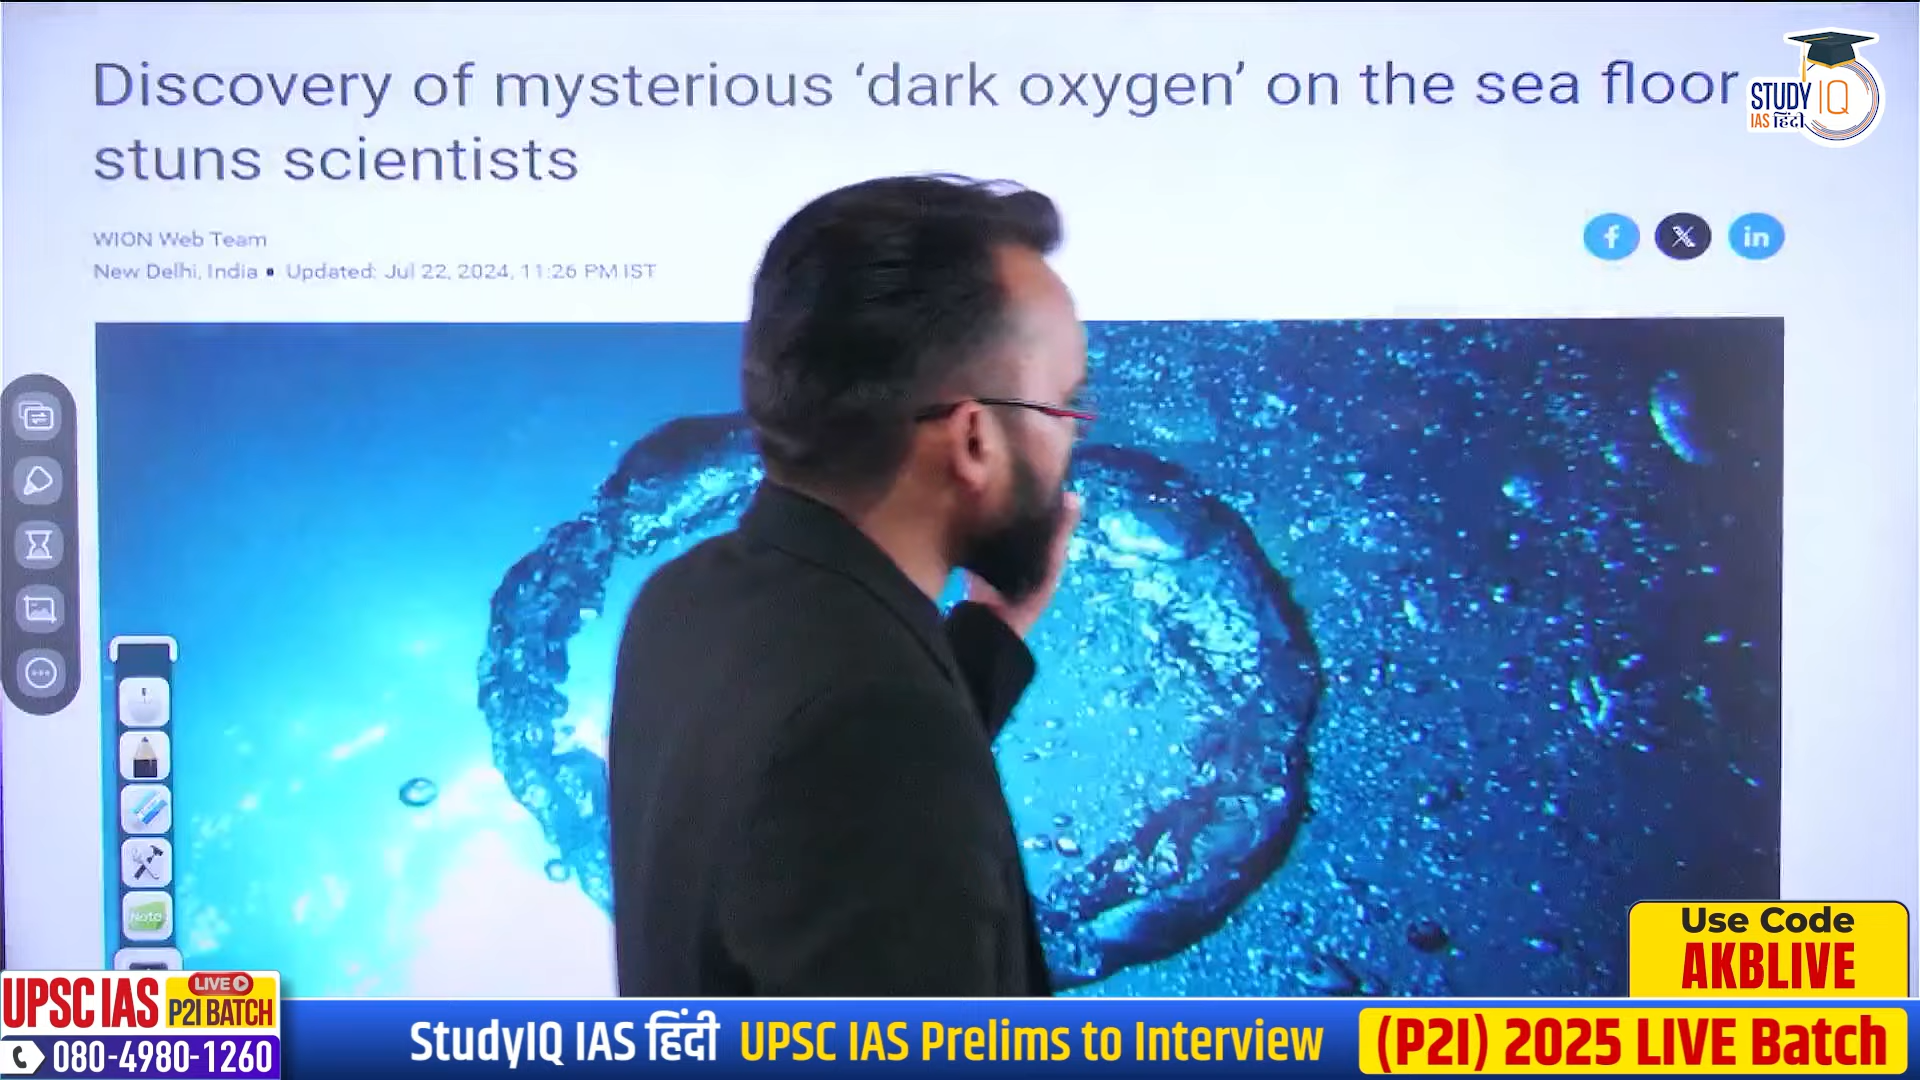 Discovery of mysterious ‘dark oxygen’ on the sea floor
stuns scientists
STUDY IQ
IAS हिंदी
WION Web Team
New Delhi, India • Updated: Jul 22, 2024, 11:26 PM IST
f
X
in
Note
Use Code
AKBLIVE
UPSC IAS
LIVE
P2I BATCH
080-4980-1260
StudyIQ IAS हिंदी UPSC IAS Prelims to Interview
(P2I) 2025 LIVE Batch